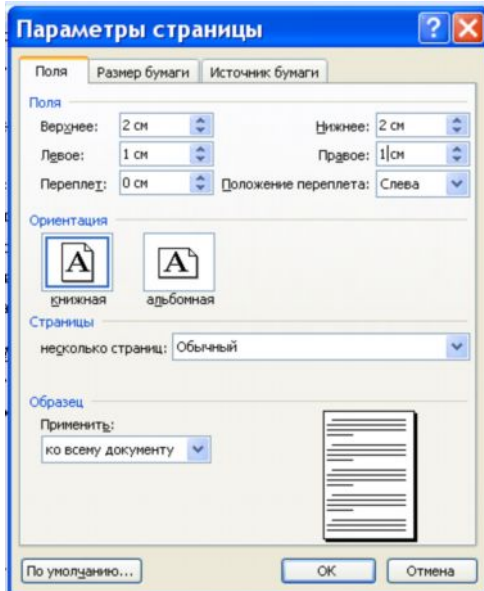 Параметры страницы
Поля Размер бумаги Источник бумаги
Поля
Верхнее: 2 см Нижнее: 2 см
Левое: 1 см Правое: 1 см
Переплет: 0 см Положение переплета: Слева
Ориентация
A A
книжная альбомная
Страницы
несколько страниц: Обычный
Образец
Применить:
ко всему документу
По умолчанию... ОК Отмена